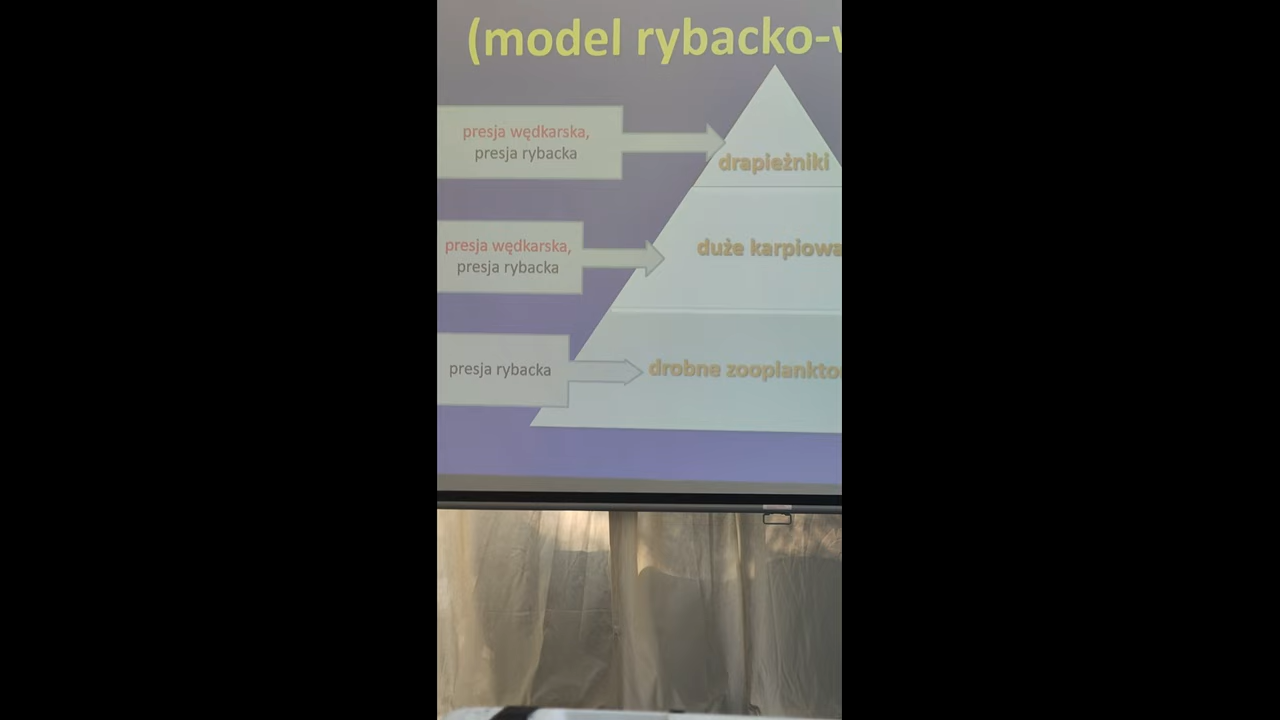 (model rybacko-
presja wędkarska,
presja rybacka
drapieżniki
presja wędkarska,
presja rybacka
duże karpiowa
presja rybacka
drobne zooplankto